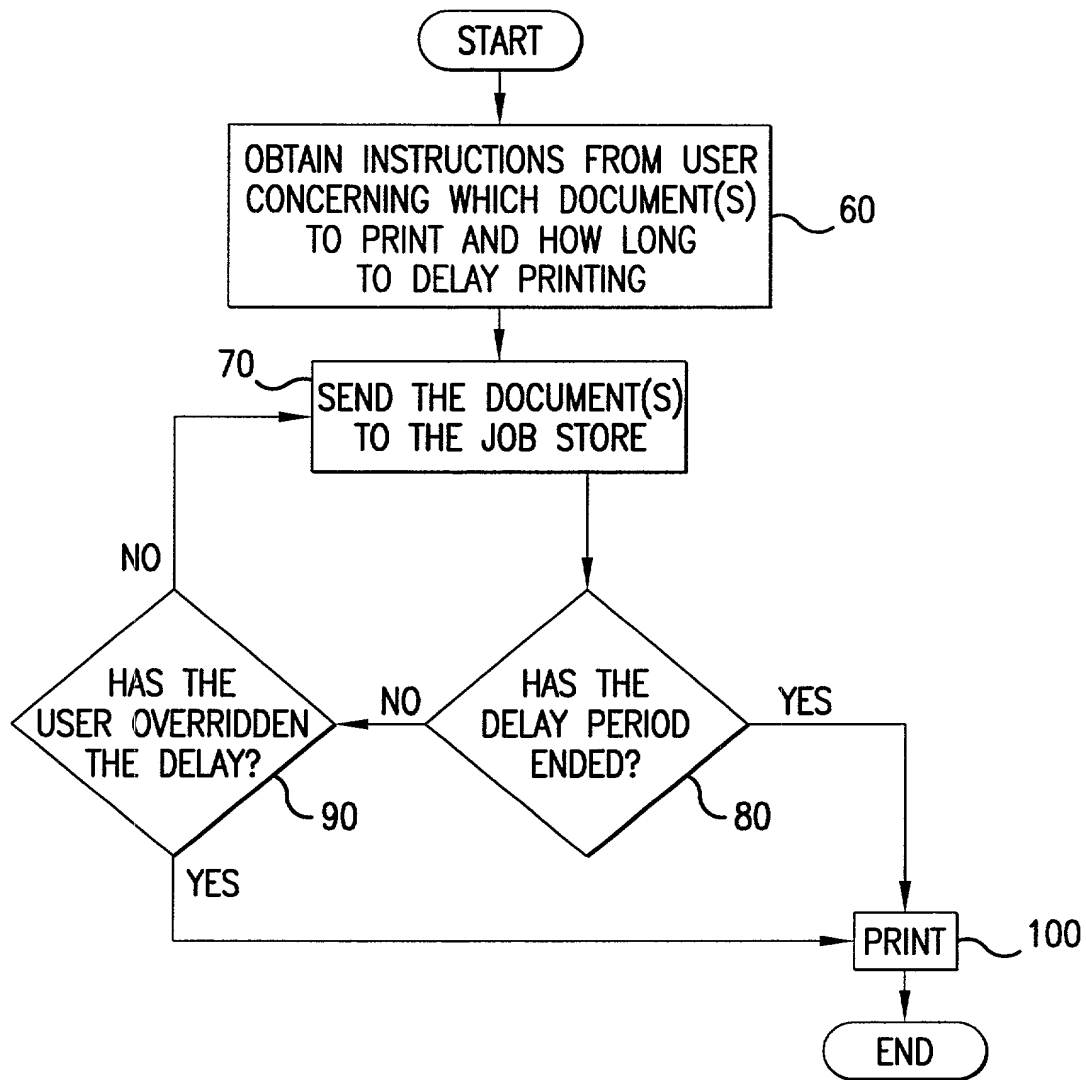 START
OBTAIN INSTRUCTIONS FROM USER
CONCERNING WHICH DOCUMENT(S)
TO PRINT AND HOW LONG
TO DELAY PRINTING
60
70
SEND THE DOCUMENT(S)
TO THE JOB STORE
NO
HAS THE
USER OVERRIDDEN
THE DELAY?
90
NO
HAS THE
DELAY PERIOD
ENDED?
80
YES
YES
PRINT
100
END